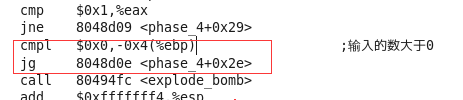 cmp $0x1,%eax
jne 8048d09 <phase_4+0x29>
cmpl $0x0,-0x4(%ebp) ;输入的数大于0
jg 8048d0e <phase_4+0x2e>
call 80494fc <explode_bomb>
add $0xfffffff4,%esp